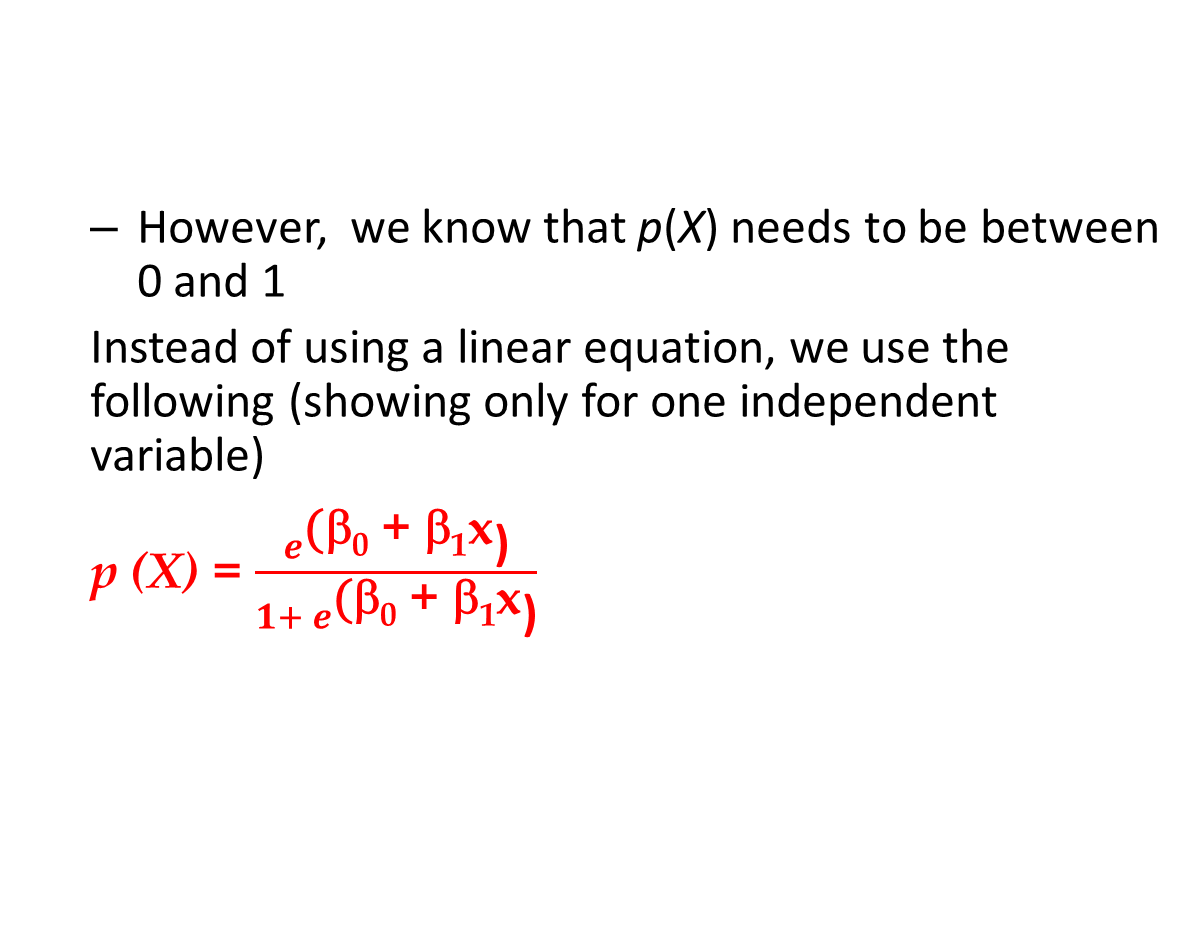 – However,  we know that p(X) needs to be between
0 and 1
Instead of using a linear equation, we use the
following (showing only for one independent
variable)
p (X) = e^(β₀ + β₁x) / 1+ e^(β₀ + β₁x)